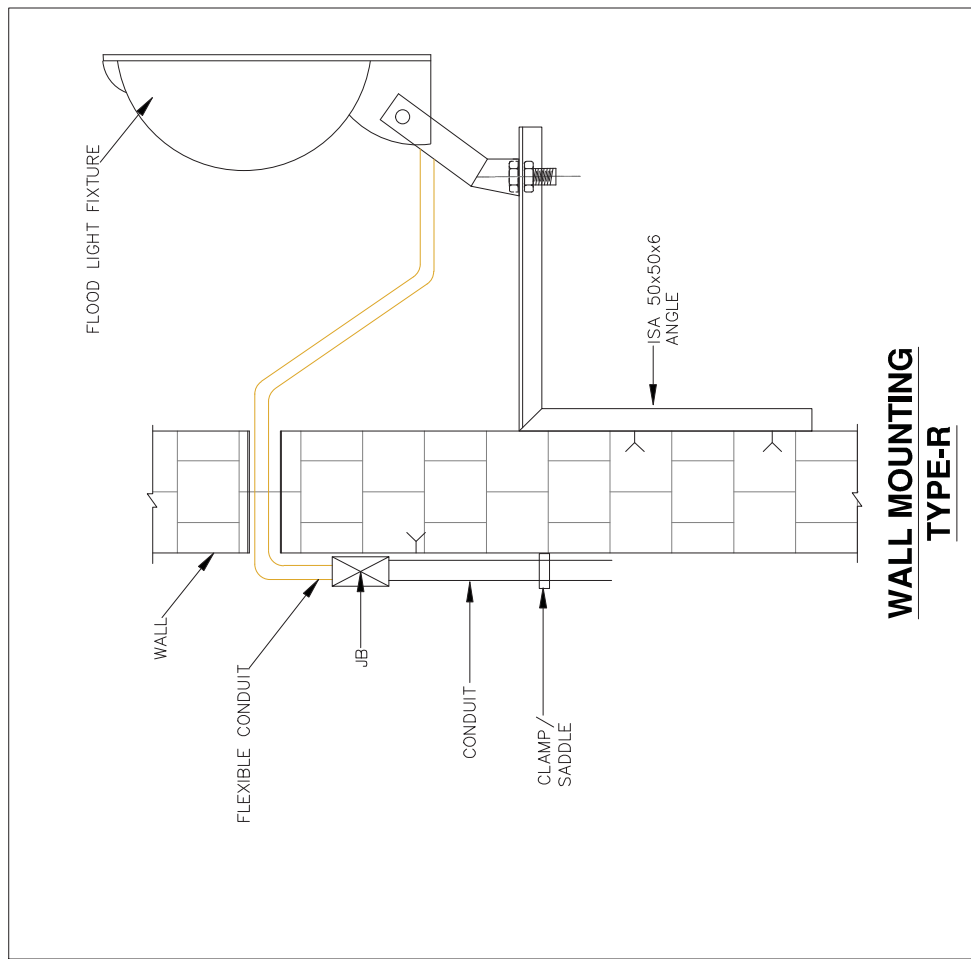 FLOOD LIGHT FIXTURE
WALL
FLEXIBLE CONDUIT
JB
CONDUIT
CLAMP/
SADDLE
ISA 50x50x6
ANGLE
WALL MOUNTING
TYPE-R